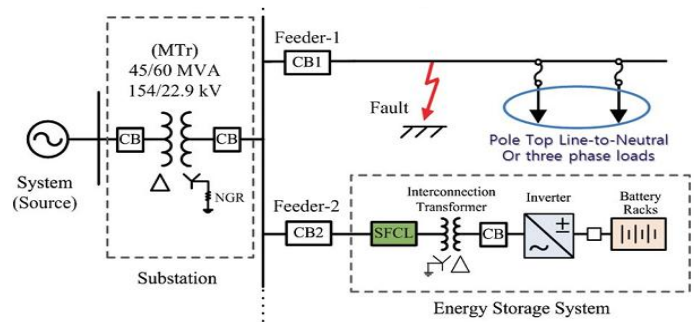 (MTr)
45/60 MVA
154/22.9 kV
Feeder-1
CB1
Fault
Pole Top Line-to-Neutral
Or three phase loads
CB
CB
System
(Source)
NGR
Substation
Feeder-2
CB2
SFCL
Interconnection
Transformer
CB
Inverter
Battery
Racks
Energy Storage System